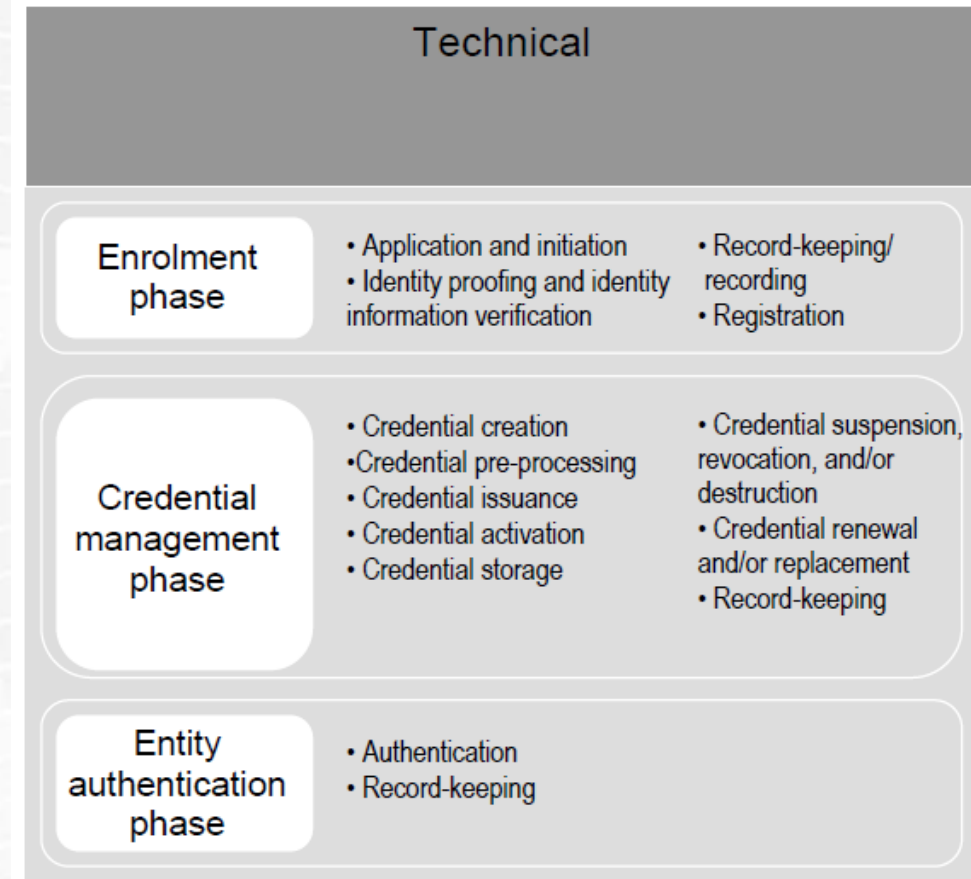 Technical
Enrolment
phase
• Application and initiation
• Identity proofing and identity
information verification
• Record-keeping/
recording
• Registration
Credential
management
phase
• Credential creation
•Credential pre-processing
• Credential issuance
• Credential activation
• Credential storage
• Credential suspension,
revocation, and/or
destruction
• Credential renewal
and/or replacement
• Record-keeping
Entity
authentication
phase
• Authentication
• Record-keeping